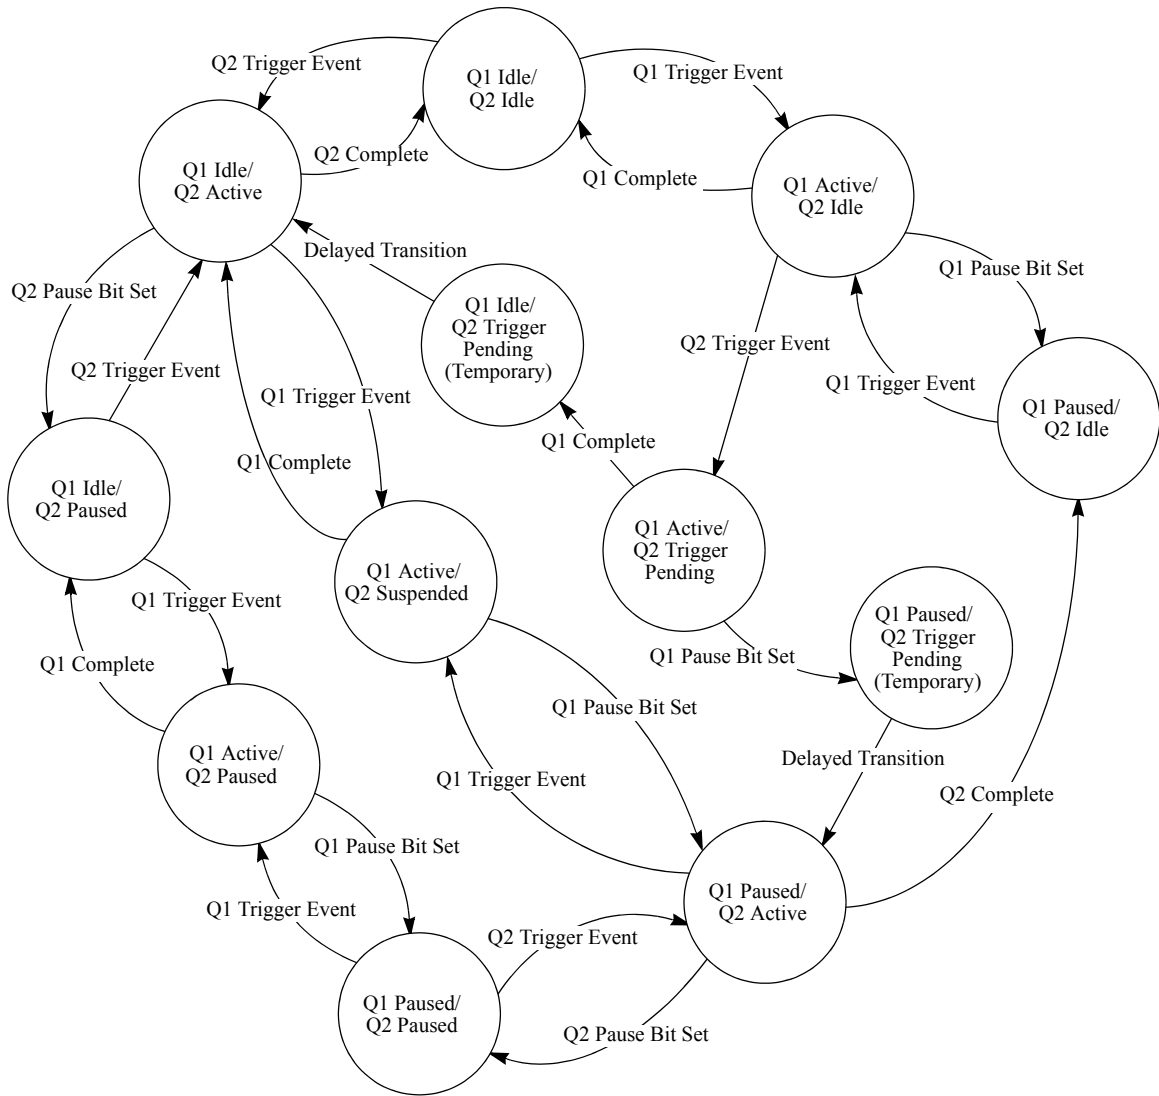 Q2 Trigger Event
Q1 Idle/
Q2 Idle
Q1 Trigger Event
Q2 Complete
Q1 Complete
Q1 Idle/
Q2 Active
Q1 Active/
Q2 Idle
Delayed Transition
Q1 Pause Bit Set
Q2 Pause Bit Set
Q1 Idle/
Q2 Trigger
Pending
(Temporary)
Q2 Trigger Event
Q2 Trigger Event
Q1 Trigger Event
Q1 Trigger Event
Q1 Paused/
Q2 Idle
Q1 Complete
Q1 Complete
Q1 Idle/
Q2 Paused
Q1 Active/
Q2 Trigger
Pending
Q1 Active/
Q2 Suspended
Q1 Trigger Event
Q1 Paused/
Q2 Trigger
Pending
(Temporary)
Q1 Complete
Q1 Pause Bit Set
Q1 Pause Bit Set
Q1 Active/
Q2 Paused
Delayed Transition
Q1 Trigger Event
Q2 Complete
Q1 Pause Bit Set
Q1 Paused/
Q2 Active
Q1 Trigger Event
Q2 Trigger Event
Q1 Paused/
Q2 Paused
Q2 Pause Bit Set